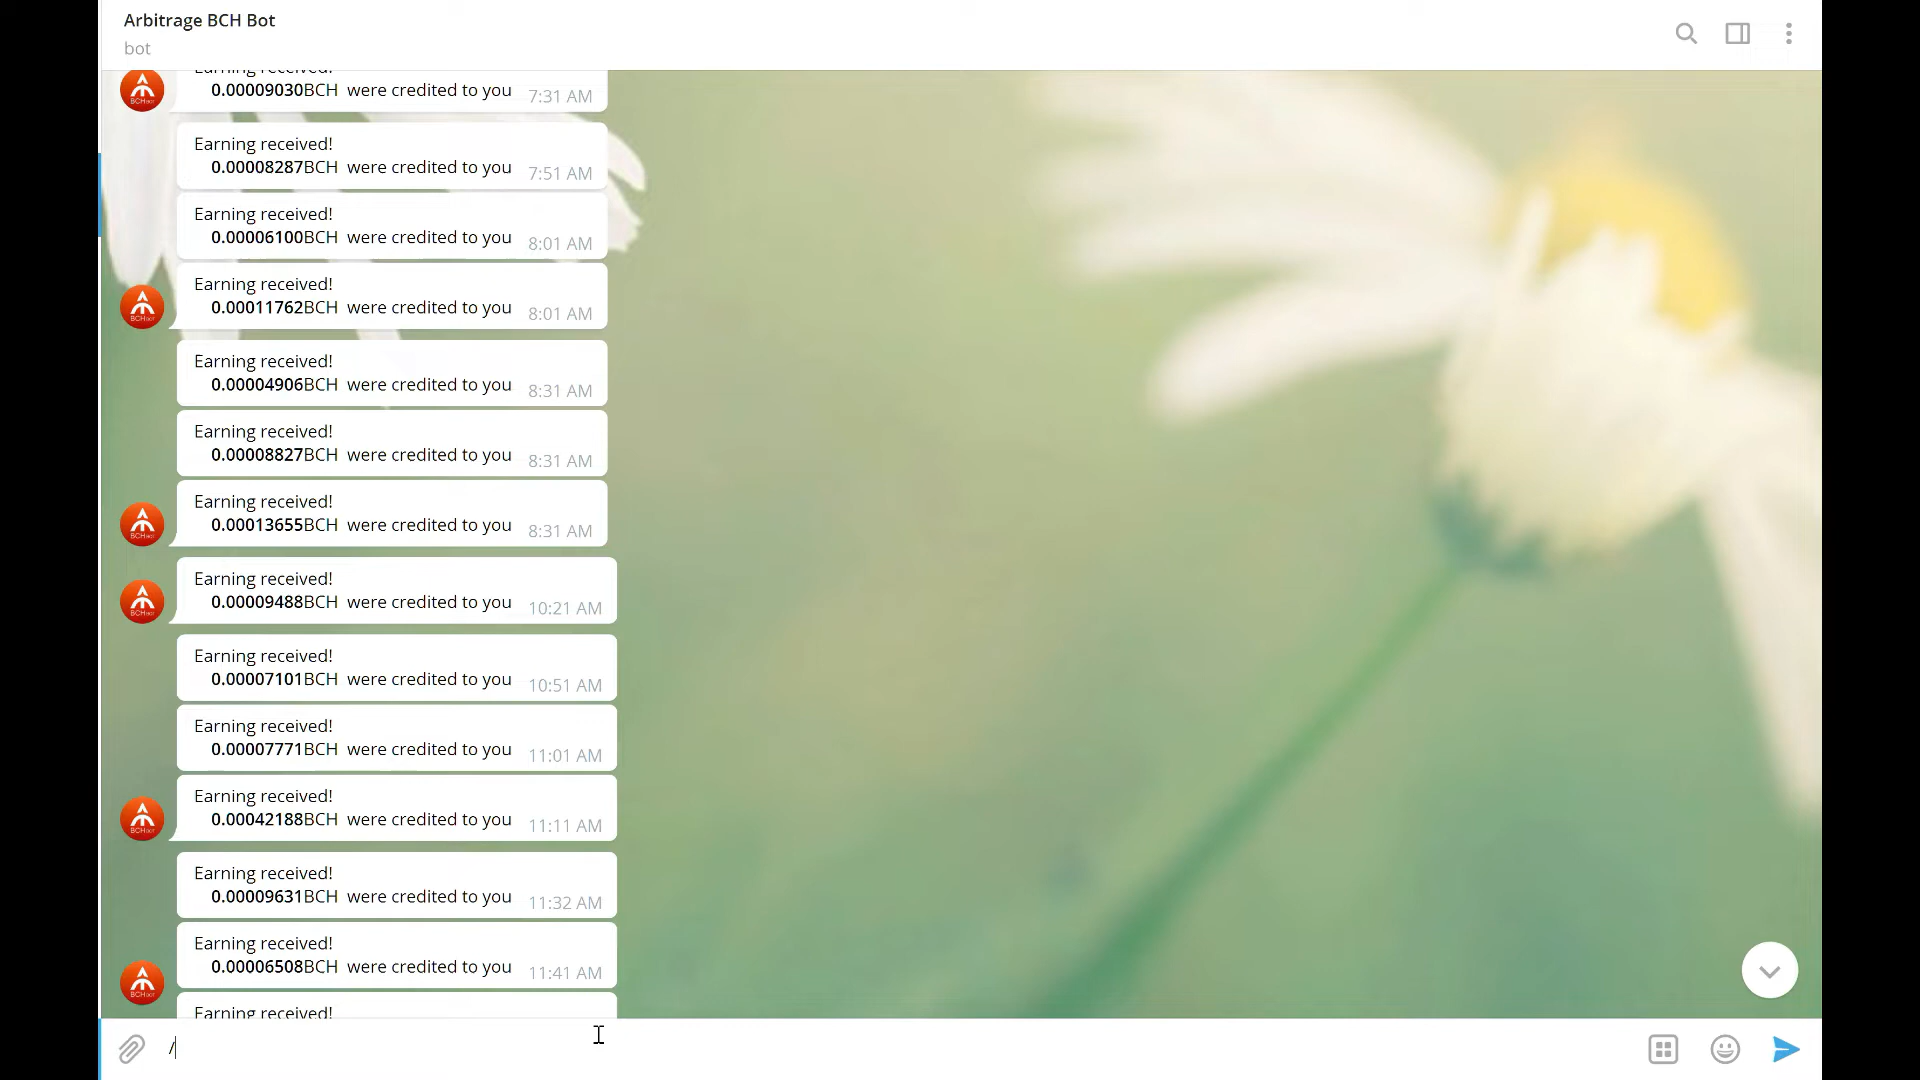 Arbitrage BCH Bot
bot
Earning received!
0.00009030BCH were credited to you 7:31 AM
Earning received!
0.00008287BCH were credited to you 7:51 AM
Earning received!
0.00006100BCH were credited to you 8:01 AM
Earning received!
0.00011762BCH were credited to you 8:01 AM
Earning received!
0.00004906BCH were credited to you 8:31 AM
Earning received!
0.00008827BCH were credited to you 8:31 AM
Earning received!
0.00013655BCH were credited to you 8:31 AM
Earning received!
0.00009488BCH were credited to you 10:21 AM
Earning received!
0.00007101BCH were credited to you 10:51 AM
Earning received!
0.00007771BCH were credited to you 11:01 AM
Earning received!
0.00042188BCH were credited to you 11:11 AM
Earning received!
0.00009631BCH were credited to you 11:32 AM
Earning received!
0.00006508BCH were credited to you 11:41 AM
Earning received!
/